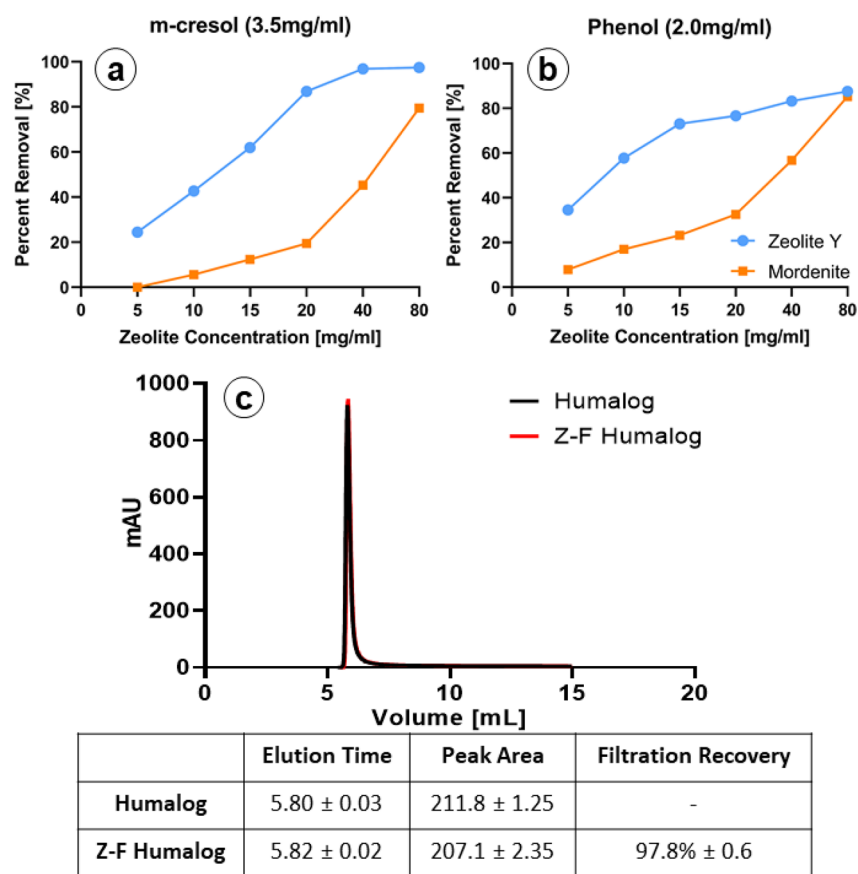 m-cresol (3.5mg/ml)
a
Percent Removal [%]
100
80
60
40
20
0
0 5 10 15 20 40 80
Zeolite Concentration [mg/ml]
Phenol (2.0mg/ml)
b
Percent Removal [%]
100
80
60
40
20
0
Zeolite Y
Mordenite
0 5 10 15 20 40 80
Zeolite Concentration [mg/ml]
c
mAU
1000
800
600
400
200
0
Humalog
Z-F Humalog
0 5 10 15 20
Volume [mL]
Elution Time Peak Area Filtration Recovery
Humalog 5.80 ± 0.03 211.8 ± 1.25 -
Z-F Humalog 5.82 ± 0.02 207.1 ± 2.35 97.8% ± 0.6